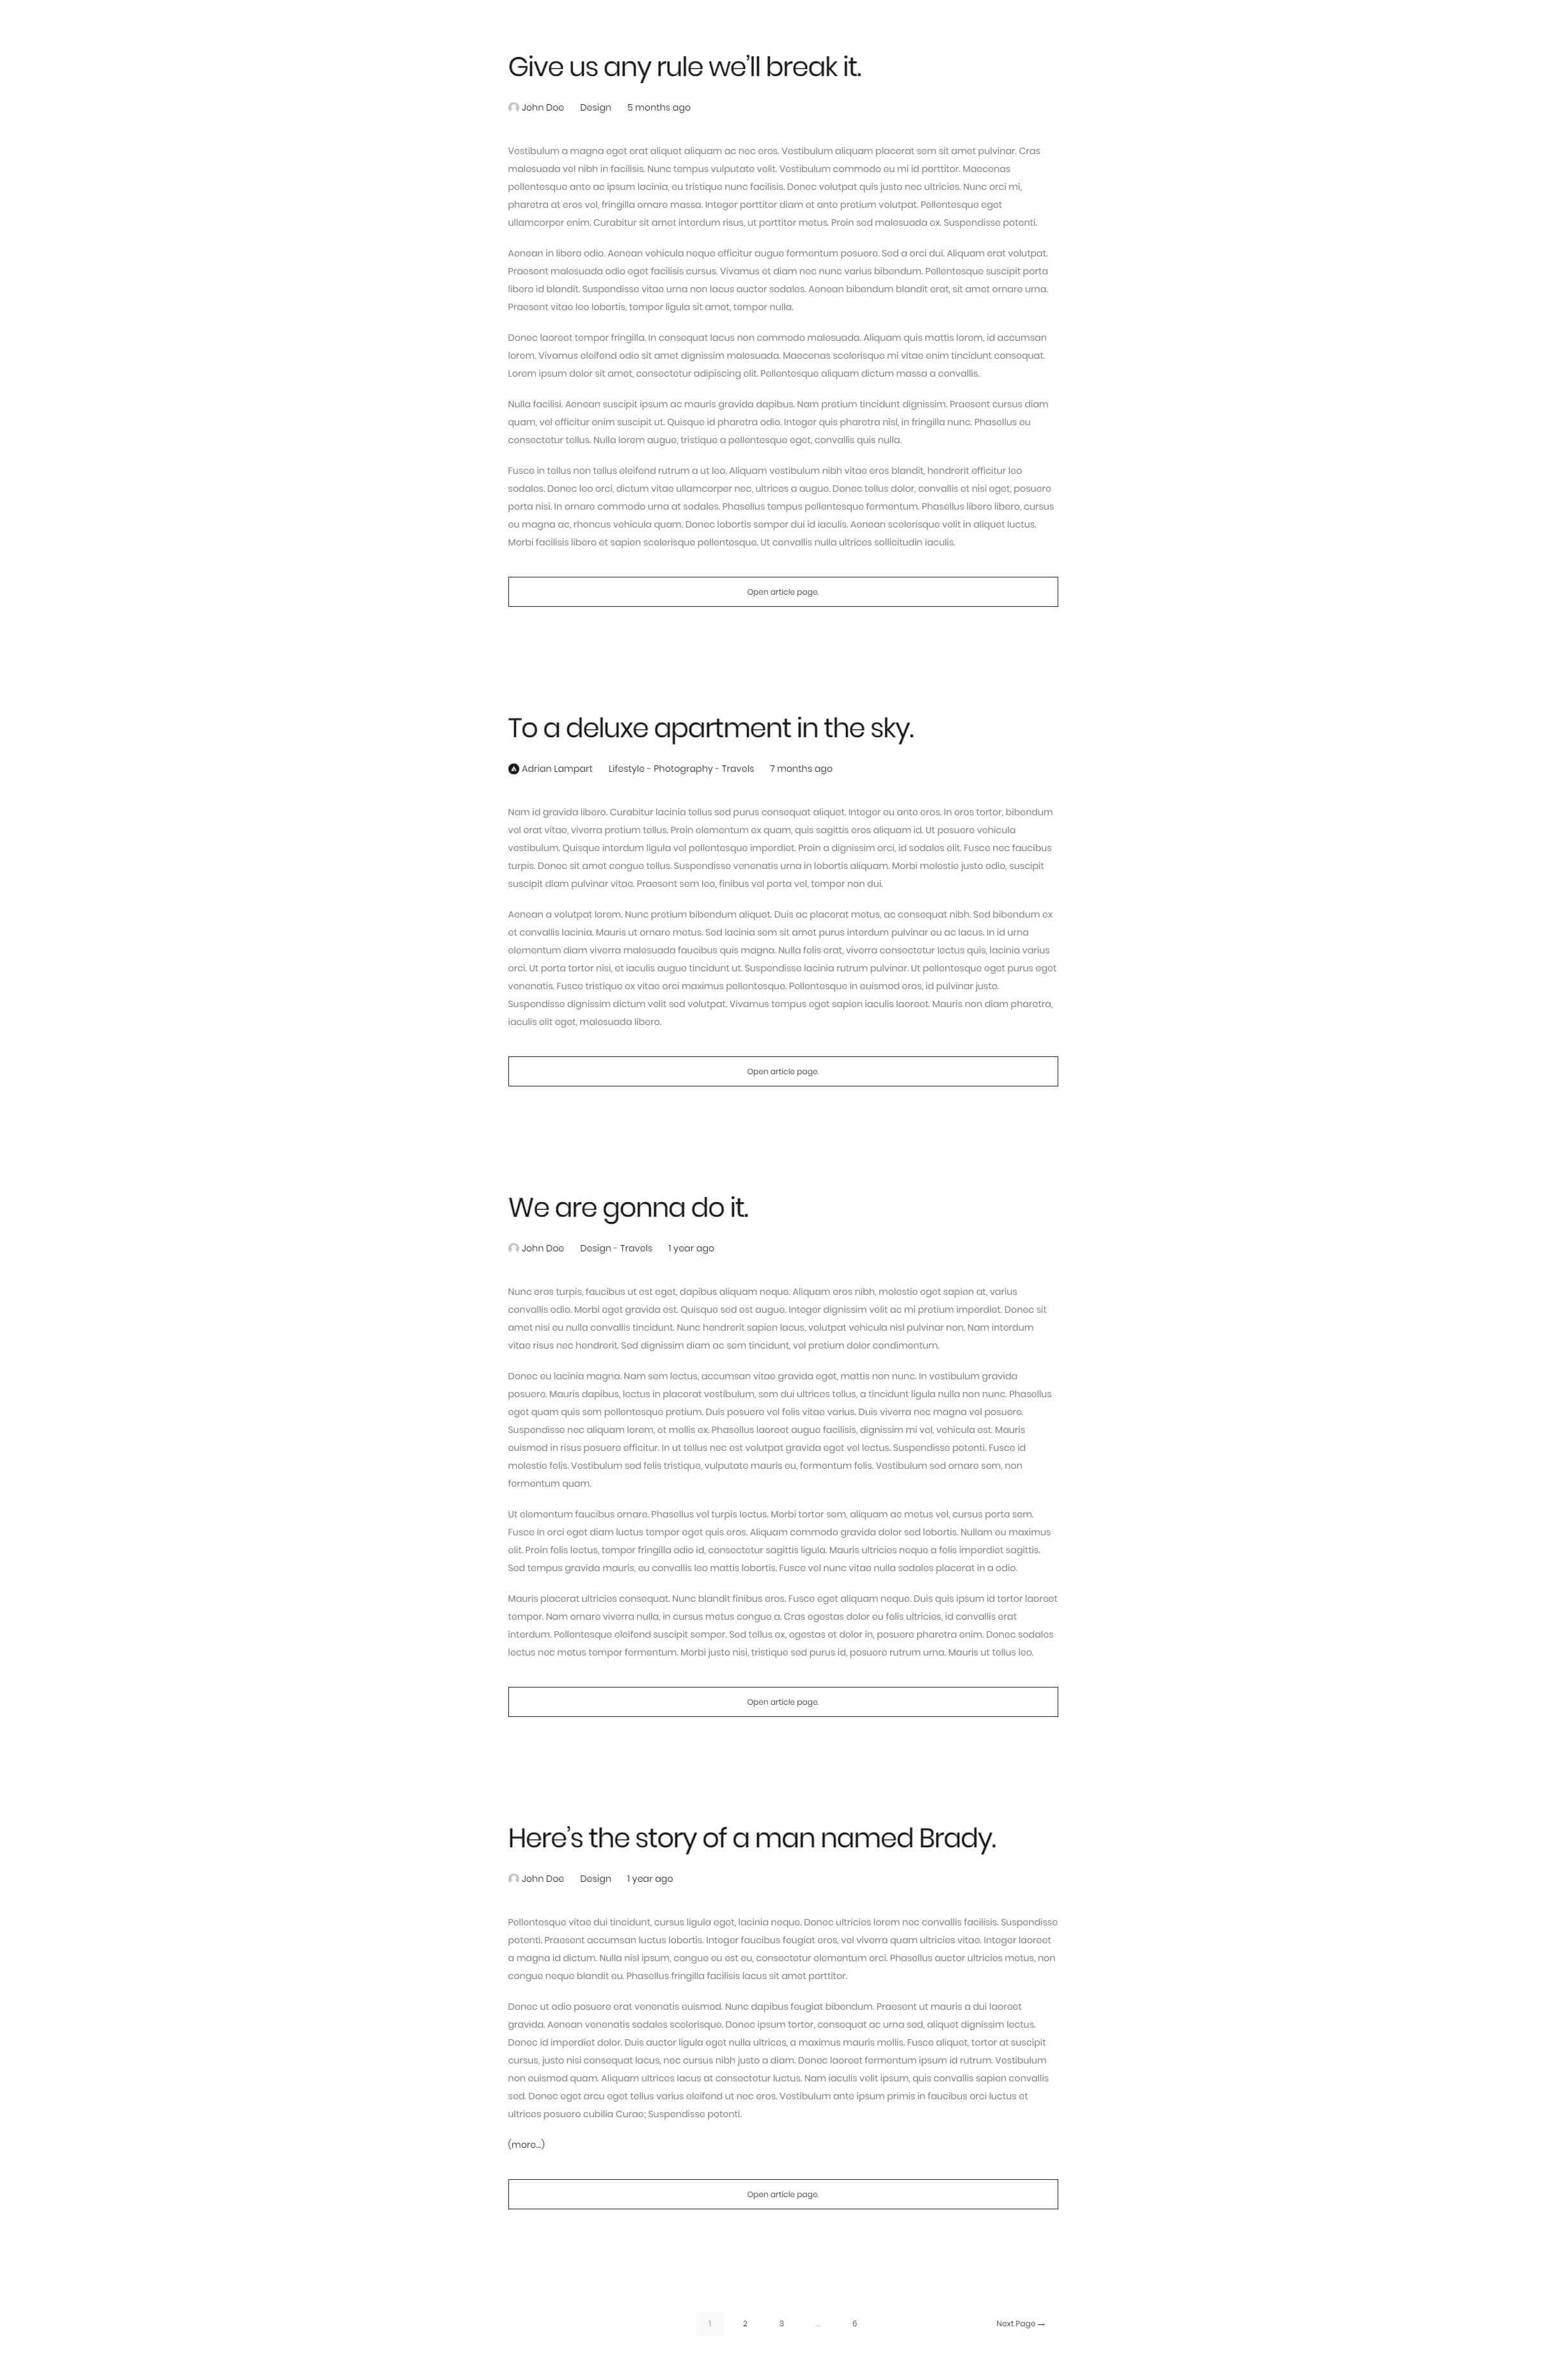 Give us any rule we’ll break it.
John Doe Design 5 months ago
Vestibulum a magna eget erat aliquet aliquam ac nec eros. Vestibulum aliquam placerat sem sit amet pulvinar. Cras
malesuada vel nibh in facilisis. Nunc tempus vulputate velit. Vestibulum commodo eu mi id porttitor. Maecenas
pellentesque ante ac ipsum lacinia, eu tristique nunc facilisis. Donec volutpat quis justo nec ultricies. Nunc orci mi,
pharetra at eros vel, fringilla ornare massa. Integer porttitor diam et ante pretium volutpat. Pellentesque eget
ullamcorper enim. Curabitur sit amet interdum risus, ut porttitor metus. Proin sed malesuada ex. Suspendisse potenti.
Aenean in libero odio. Aenean vehicula neque efficitur augue fermentum posuere. Sed a orci dui. Aliquam erat volutpat.
Praesent malesuada odio eget facilisis cursus. Vivamus et diam nec nunc varius bibendum. Pellentesque suscipit porta
libero id blandit. Suspendisse vitae urna non lacus auctor sodales. Aenean bibendum blandit erat, sit amet ornare urna.
Praesent vitae leo lobortis, tempor ligula sit amet, tempor nulla.
Donec laoreet tempor fringilla. In consequat lacus non commodo malesuada. Aliquam quis mattis lorem, id accumsan
lorem. Vivamus eleifend odio sit amet dignissim malesuada. Maecenas scelerisque mi vitae enim tincidunt consequat.
Lorem ipsum dolor sit amet, consectetur adipiscing elit. Pellentesque aliquam dictum massa a convallis.
Nulla facilisi. Aenean suscipit ipsum ac mauris gravida dapibus. Nam pretium tincidunt dignissim. Praesent cursus diam
quam, vel efficitur enim suscipit ut. Quisque id pharetra odio. Integer quis pharetra nisl, in fringilla nunc. Phasellus eu
consectetur tellus. Nulla lorem augue, tristique a pellentesque eget, convallis quis nulla.
Fusce in tellus non tellus eleifend rutrum a ut leo. Aliquam vestibulum nibh vitae eros blandit, hendrerit efficitur leo
sodales. Donec leo orci, dictum vitae ullamcorper nec, ultrices a augue. Donec tellus dolor, convallis et nisi eget, posuere
porta nisi. In ornare commodo urna at sodales. Phasellus tempus pellentesque fermentum. Phasellus libero libero, cursus
eu magna ac, rhoncus vehicula quam. Donec lobortis semper dui id iaculis. Aenean scelerisque velit in aliquet luctus.
Morbi facilisis libero et sapien scelerisque pellentesque. Ut convallis nulla ultrices sollicitudin iaculis.
Open article page.
To a deluxe apartment in the sky.
Adrian Lampart Lifestyle - Photography - Travels 7 months ago
Nam id gravida libero. Curabitur lacinia tellus sed purus consequat aliquet. Integer eu ante eros. In eros tortor, bibendum
vel erat vitae, viverra pretium tellus. Proin elementum ex quam, quis sagittis eros aliquam id. Ut posuere vehicula
vestibulum. Quisque interdum ligula vel pellentesque imperdiet. Proin a dignissim orci, id sodales elit. Fusce nec faucibus
turpis. Donec sit amet congue tellus. Suspendisse venenatis urna in lobortis aliquam. Morbi molestie justo odio, suscipit
suscipit diam pulvinar vitae. Praesent sem leo, finibus vel porta vel, tempor non dui.
Aenean a volutpat lorem. Nunc pretium bibendum aliquet. Duis ac placerat metus, ac consequat nibh. Sed bibendum ex
et convallis lacinia. Mauris ut ornare metus. Sed lacinia sem sit amet purus interdum pulvinar eu ac lacus. In id urna
elementum diam viverra malesuada faucibus quis magna. Nulla felis erat, viverra consectetur lectus quis, lacinia varius
orci. Ut porta tortor nisi, et iaculis augue tincidunt ut. Suspendisse lacinia rutrum pulvinar. Ut pellentesque eget purus eget
venenatis. Fusce tristique ex vitae orci maximus pellentesque. Pellentesque in euismod eros, id pulvinar justo.
Suspendisse dignissim dictum velit sed volutpat. Vivamus tempus eget sapien iaculis laoreet. Mauris non diam pharetra,
iaculis elit eget, malesuada libero.
Open article page.
We are gonna do it.
John Doe Design - Travels 1 year ago
Nunc eros turpis, faucibus ut est eget, dapibus aliquam neque. Aliquam eros nibh, molestie eget sapien at, varius
convallis odio. Morbi eget gravida est. Quisque sed est augue. Integer dignissim velit ac mi pretium imperdiet. Donec sit
amet nisi eu nulla convallis tincidunt. Nunc hendrerit sapien lacus, volutpat vehicula nisl pulvinar non. Nam interdum
vitae risus nec hendrerit. Sed dignissim diam ac sem tincidunt, vel pretium dolor condimentum.
Donec eu lacinia magna. Nam sem lectus, accumsan vitae gravida eget, mattis non nunc. In vestibulum gravida
posuere. Mauris dapibus, lectus in placerat vestibulum, sem dui ultrices tellus, a tincidunt ligula nulla non nunc. Phasellus
eget quam quis sem pellentesque pretium. Duis posuere vel felis vitae varius. Duis viverra nec magna vel posuere.
Suspendisse nec aliquam lorem, et mollis ex. Phasellus laoreet augue facilisis, dignissim mi vel, vehicula est. Mauris
euismod in risus posuere efficitur. In ut tellus nec est volutpat gravida eget vel lectus. Suspendisse potenti. Fusce id
molestie felis. Vestibulum sed felis tristique, vulputate mauris eu, fermentum felis. Vestibulum sed ornare sem, non
fermentum quam.
Ut elementum faucibus ornare. Phasellus vel turpis lectus. Morbi tortor sem, aliquam ac metus vel, cursus porta sem.
Fusce in orci eget diam luctus tempor eget quis eros. Aliquam commodo gravida dolor sed lobortis. Nullam eu maximus
elit. Proin felis lectus, tempor fringilla odio id, consectetur sagittis ligula. Mauris ultricies neque a felis imperdiet sagittis.
Sed tempus gravida mauris, eu convallis leo mattis lobortis. Fusce vel nunc vitae nulla sodales placerat in a odio.
Mauris placerat ultricies consequat. Nunc blandit finibus eros. Fusce eget aliquam neque. Duis quis ipsum id tortor laoreet
tempor. Nam ornare viverra nulla, in cursus metus congue a. Cras egestas dolor eu felis ultricies, id convallis erat
interdum. Pellentesque eleifend suscipit semper. Sed tellus ex, egestas et dolor in, posuere pharetra enim. Donec sodales
lectus nec metus tempor fermentum. Morbi justo nisi, tristique sed purus id, posuere rutrum urna. Mauris ut tellus leo.
Open article page.
Here’s the story of a man named Brady.
John Doe Design 1 year ago
Pellentesque vitae dui tincidunt, cursus ligula eget, lacinia neque. Donec ultricies lorem nec convallis facilisis. Suspendisse
potenti. Praesent accumsan luctus lobortis. Integer faucibus feugiat eros, vel viverra quam ultricies vitae. Integer laoreet
a magna id dictum. Nulla nisl ipsum, congue eu est eu, consectetur elementum orci. Phasellus auctor ultricies metus, non
congue neque blandit eu. Phasellus fringilla facilisis lacus sit amet porttitor.
Donec ut odio posuere erat venenatis euismod. Nunc dapibus feugiat bibendum. Praesent ut mauris a dui laoreet
gravida. Aenean venenatis sodales scelerisque. Donec ipsum tortor, consequat ac urna sed, aliquet dignissim lectus.
Donec id imperdiet dolor. Duis auctor ligula eget nulla ultrices, a maximus mauris mollis. Fusce aliquet, tortor at suscipit
cursus, justo nisi consequat lacus, nec cursus nibh justo a diam. Donec laoreet fermentum ipsum id rutrum. Vestibulum
non euismod quam. Aliquam ultrices lacus at consectetur luctus. Nam iaculis velit ipsum, quis convallis sapien convallis
sed. Donec eget arcu eget tellus varius eleifend ut nec eros. Vestibulum ante ipsum primis in faucibus orci luctus et
ultrices posuere cubilia Curae; Suspendisse potenti.
(more…)
Open article page.
1 2 3 … 6 Next Page ⟶